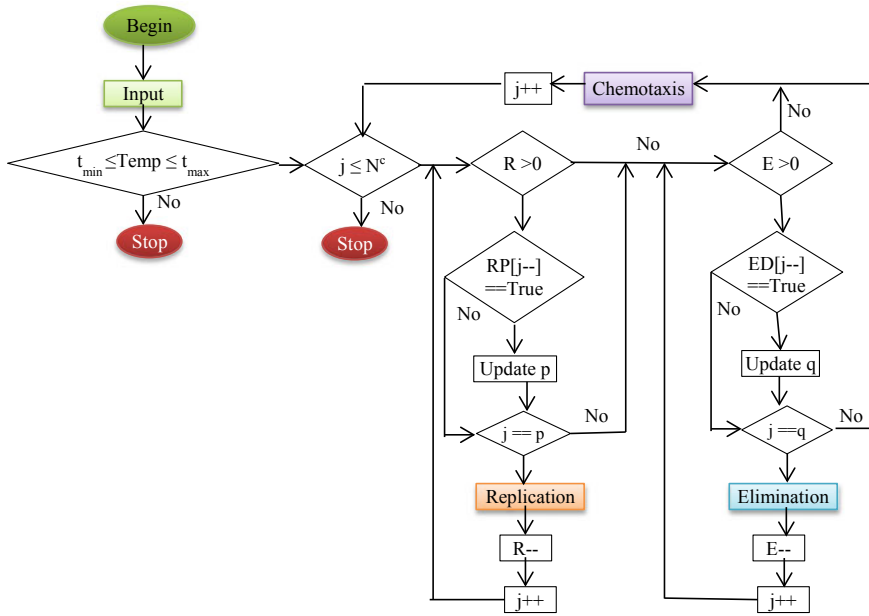 Begin
Input
t_min ≤Temp ≤ t_max
No
Stop
j ≤ N^c
No
Stop
j++
Chemotaxis
R >0
No
RP[j--]
==True
No
Update p
j == p
No
Replication
R--
j++
E >0
No
ED[j--]
==True
No
Update q
j ==q
No
Elimination
E--
j++